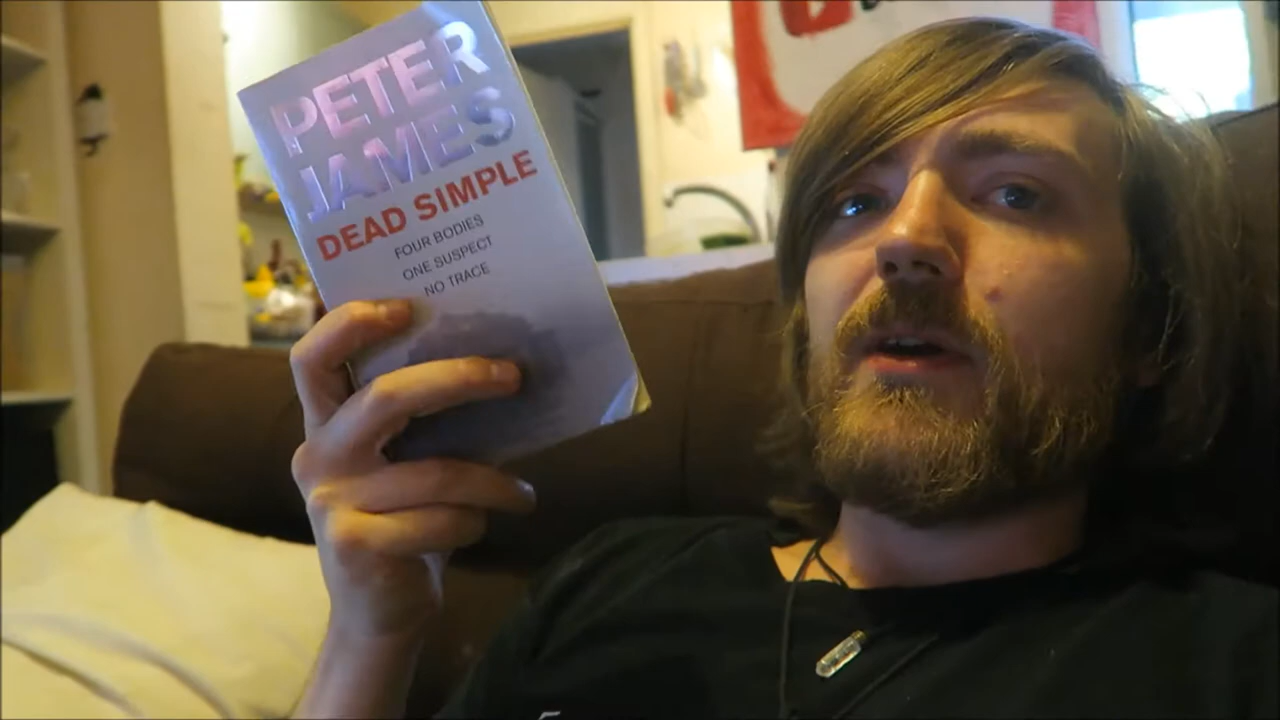 PETER
JAMES
DEAD SIMPLE
FOUR BODIES
ONE SUSPECT
NO TRACE